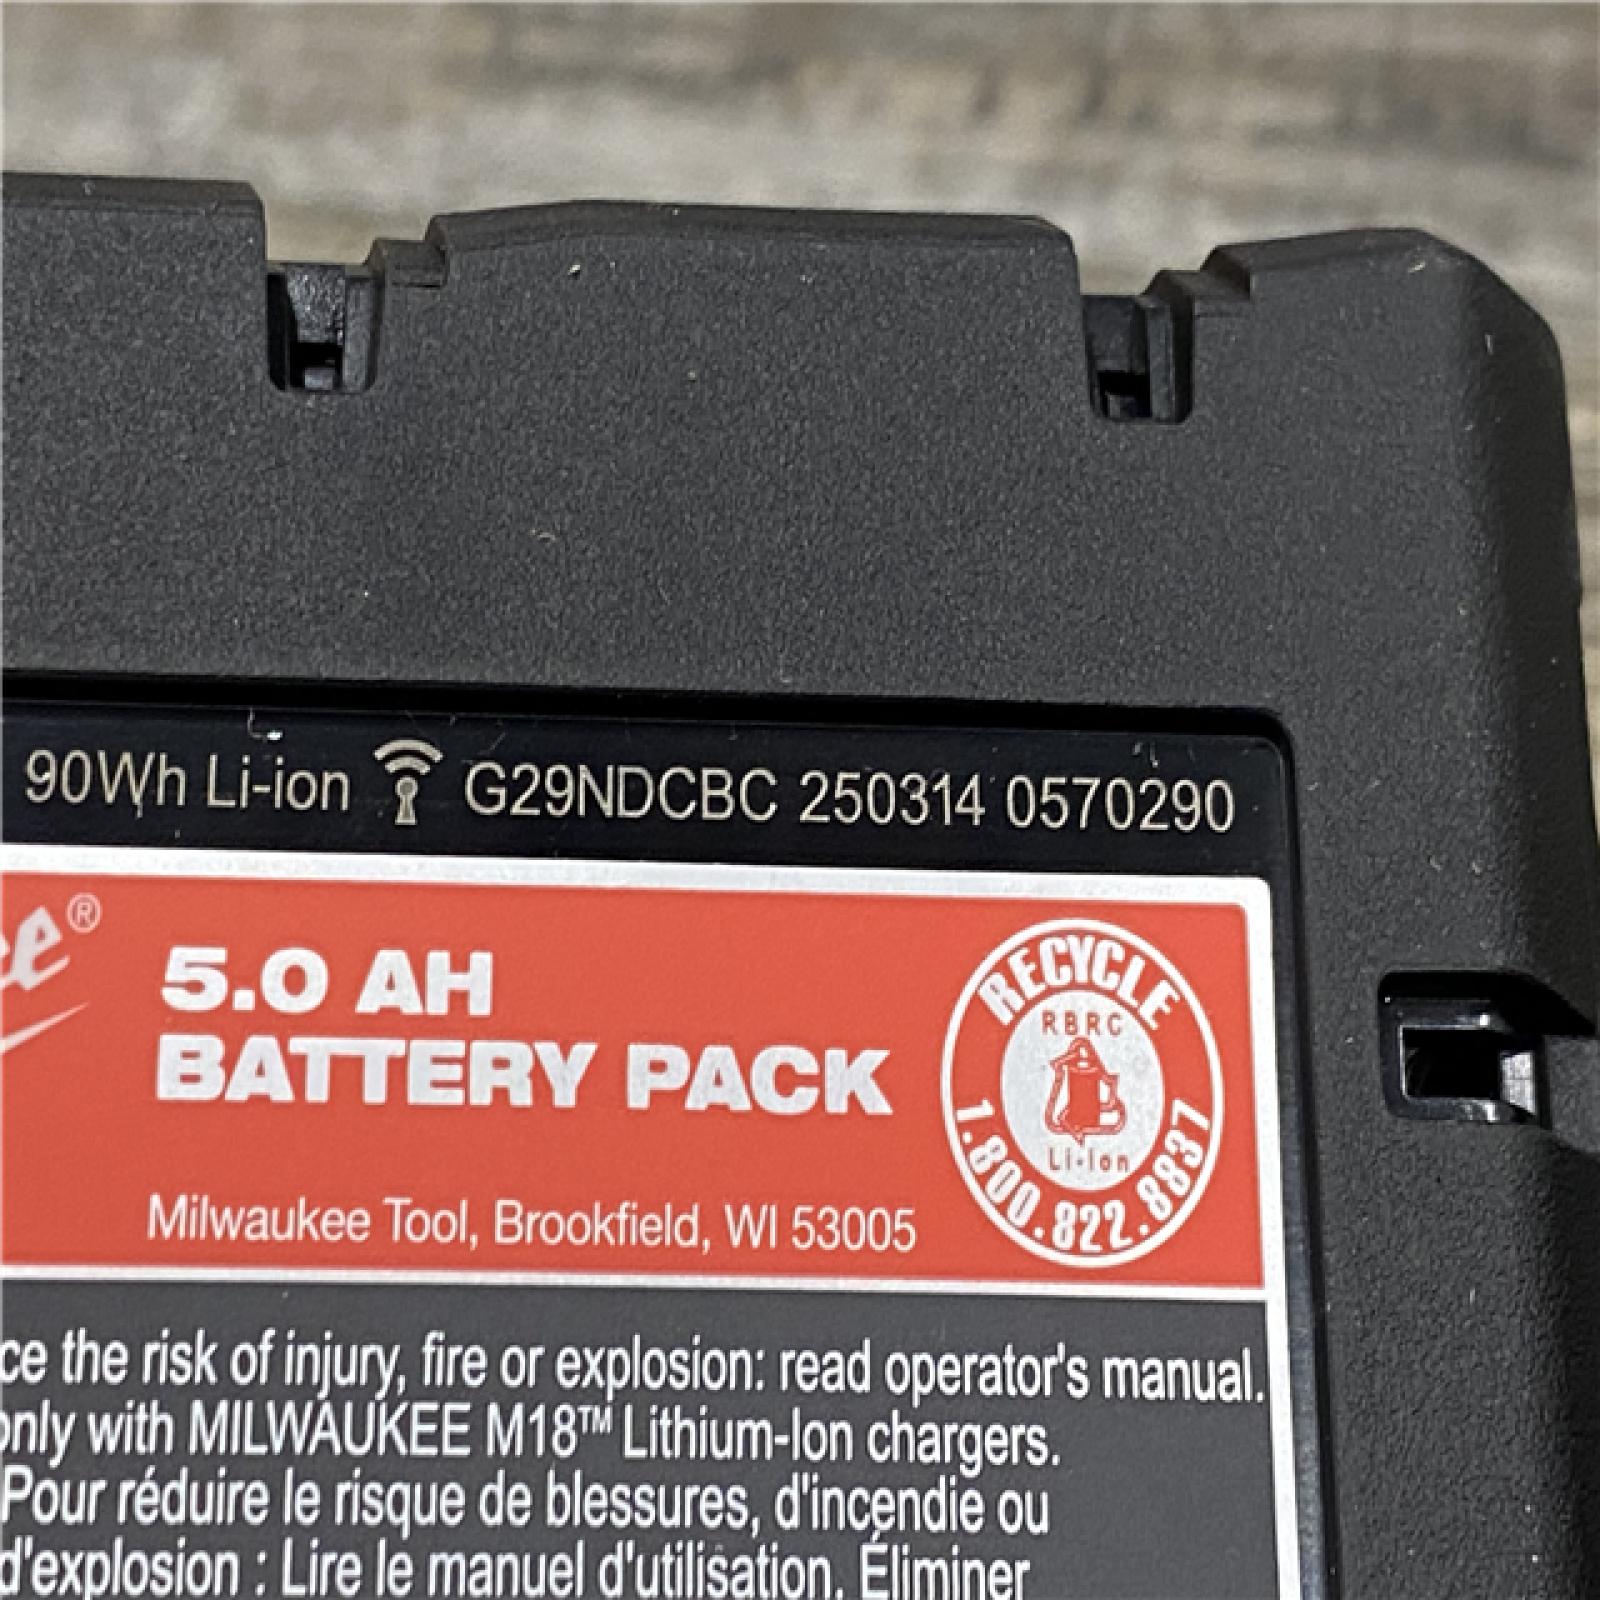 90Wh Li-ion G29NDCBC 250314 0570290
®
5.0 AH
BATTERY PACK
Milwaukee Tool, Brookfield, WI 53005
RECYCLE
RBRC
Li-Ion
1.800.822.8837
the risk of injury, fire or explosion: read operator's manual.
only with MILWAUKEE M18™ Lithium-Ion chargers.
Pour réduire le risque de blessures, d'incendie ou
d'explosion : Lire le manuel d'utilisation. Éliminer